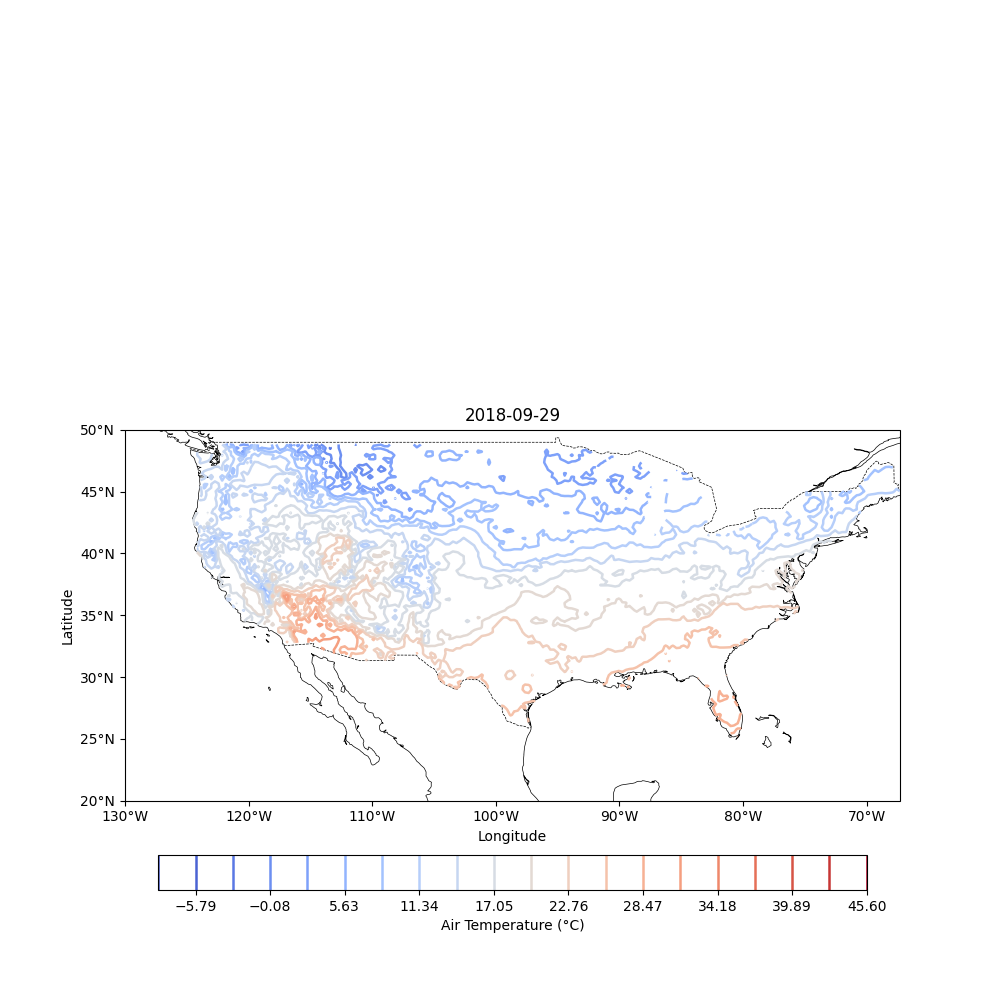 2018-09-29
50°N
45°N
40°N
35°N
30°N
25°N
20°N
Latitude
130°W 120°W 110°W 100°W 90°W 80°W 70°W
Longitude
−5.79 −0.08 5.63 11.34 17.05 22.76 28.47 34.18 39.89 45.60
Air Temperature (°C)